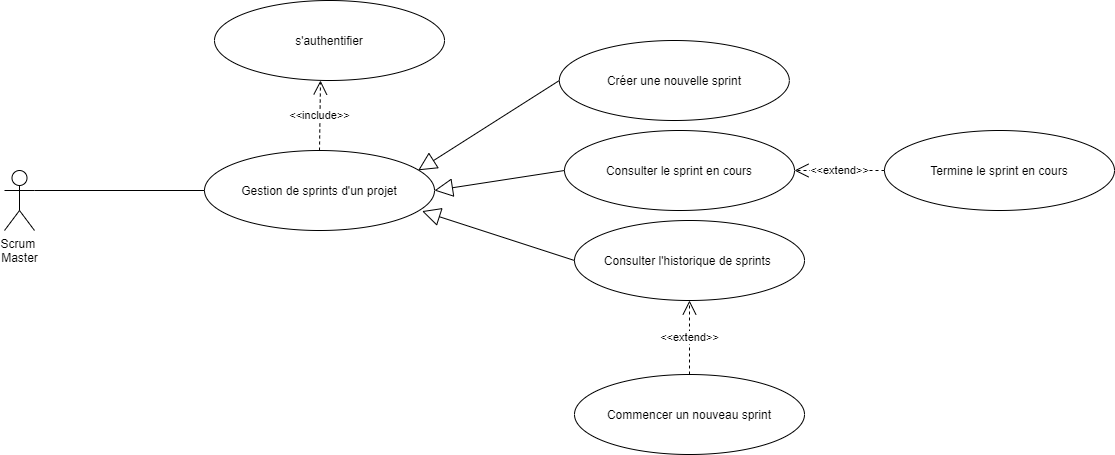 s'authentifier
Créer une nouvelle sprint
<<include>>
Consulter le sprint en cours
<<extend>>
Termine le sprint en cours
Gestion de sprints d'un projet
Scrum
Master
Consulter l'historique de sprints
<<extend>>
Commencer un nouveau sprint